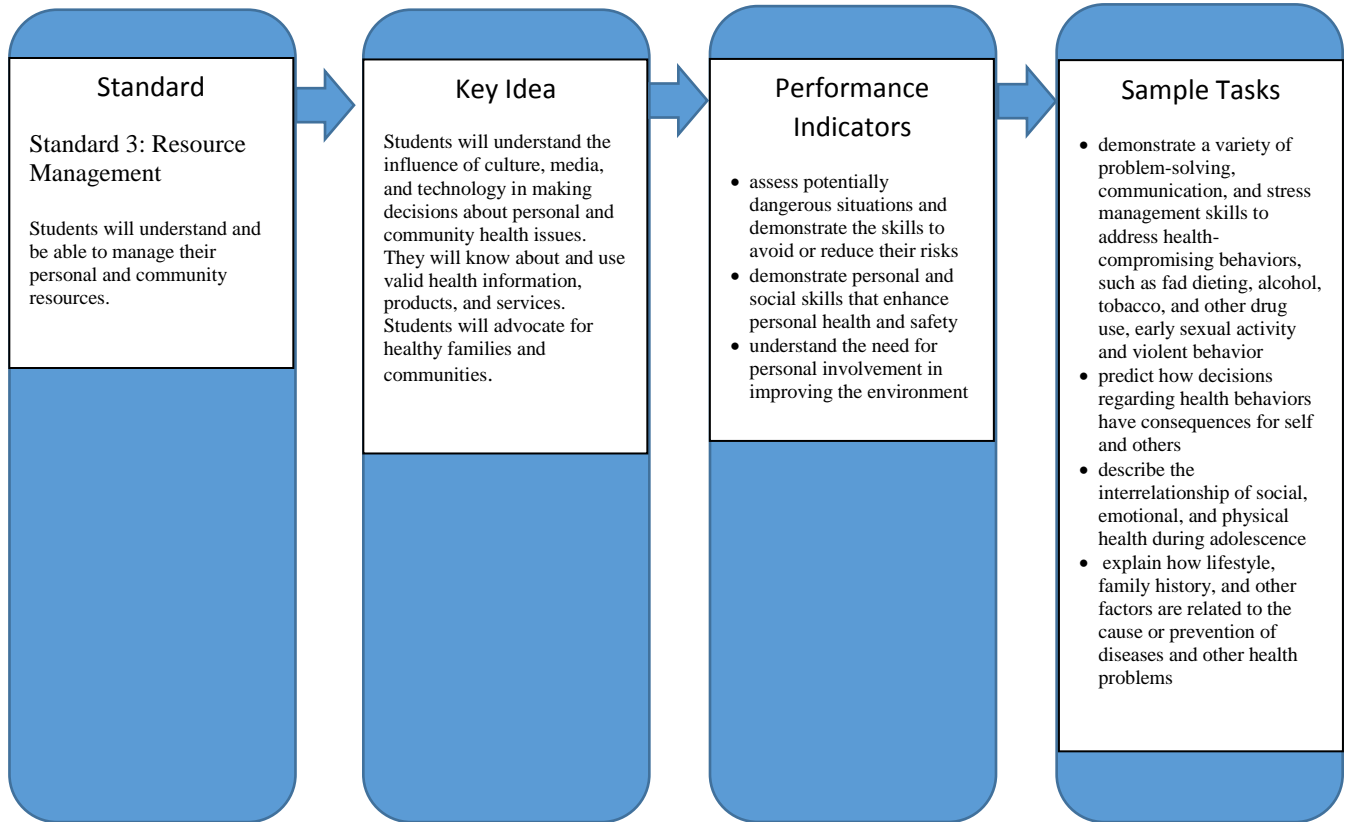 Standard
Standard 3: Resource
Management
Students will understand and
be able to manage their
personal and community
resources.
Key Idea
Students will understand the
influence of culture, media,
and technology in making
decisions about personal and
community health issues.
They will know about and use
valid health information,
products, and services.
Students will advocate for
healthy families and
communities.
Performance
Indicators
• assess potentially
dangerous situations and
demonstrate the skills to
avoid or reduce their risks
• demonstrate personal and
social skills that enhance
personal health and safety
• understand the need for
personal involvement in
improving the environment
Sample Tasks
• demonstrate a variety of
problem-solving,
communication, and stress
management skills to
address health-
compromising behaviors,
such as fad dieting, alcohol,
tobacco, and other drug
use, early sexual activity
and violent behavior
• predict how decisions
regarding health behaviors
have consequences for self
and others
• describe the
interrelationship of social,
emotional, and physical
health during adolescence
• explain how lifestyle,
family history, and other
factors are related to the
cause or prevention of
diseases and other health
problems